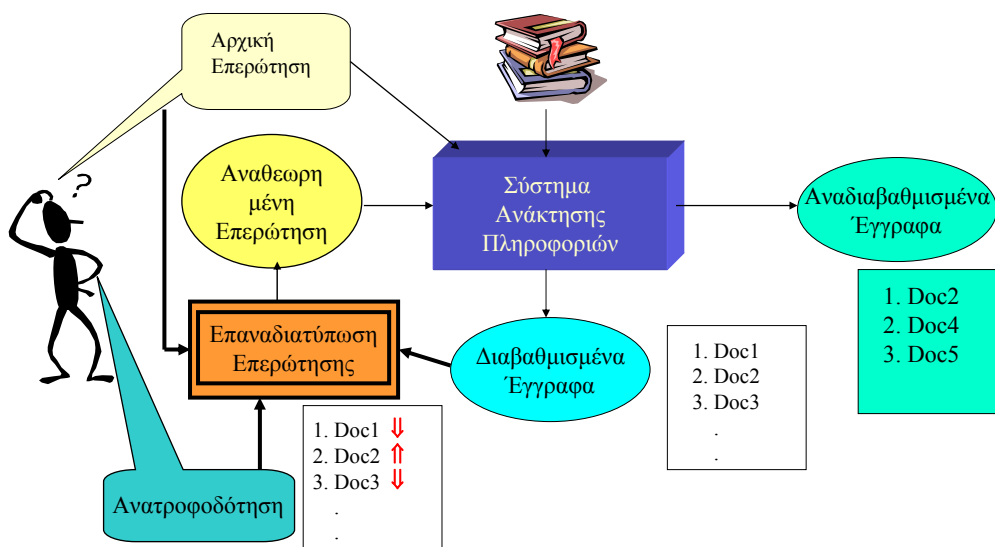 Αρχική
Επερώτηση
?
Αναθεωρη
μένη
Επερώτηση
Σύστημα
Ανάκτησης
Πληροφοριών
Αναδιαβαθμισμένα
Έγγραφα
1. Doc2
2. Doc4
3. Doc5
Επαναδιατύπωση
Επερώτησης
Διαβαθμισμένα
Έγγραφα
1. Doc1
2. Doc2
3. Doc3
.
.
1. Doc1 ⇓
2. Doc2 ⇑
3. Doc3 ⇓
.
.
Ανατροφοδότηση